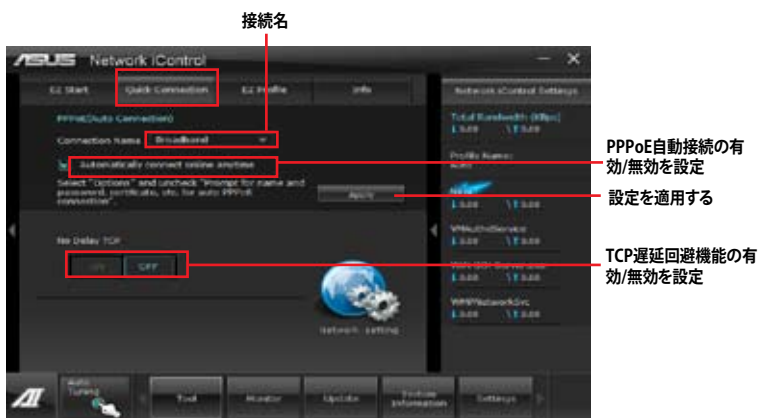 接続名
ASUS Network iControl
EZ Start
Quick Connection
EZ Profile
Info
Network iControl Settings
PPPoE(Auto Connection)
Connection Name
Broadband
Automatically connect online anytime
Select "Options" and uncheck "Prompt for name and
password, certificate, etc. for auto PPPoE
connection".
Apply
No Delay TCP
ON
OFF
Network setting
Total Bandwidth (KBps)
Profile Name:
PPPoE自動接続の有
効/無効を設定
設定を適用する
TCP遅延回避機能の有
効/無効を設定
Auto
Tuning
Tool
Monitor
Update
System
Information
Settings